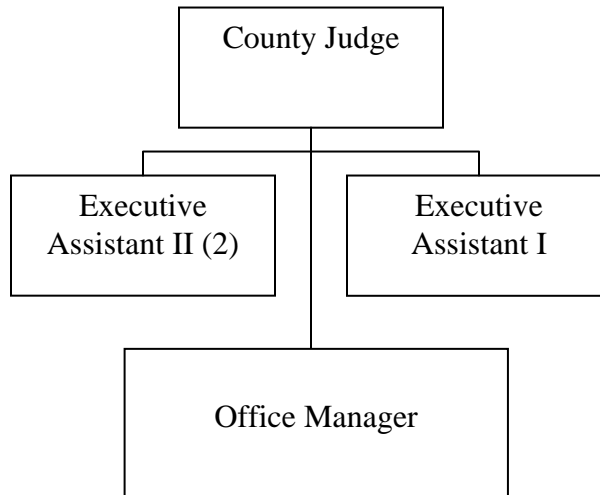 County Judge
Executive
Assistant II (2)
Executive
Assistant I
Office Manager